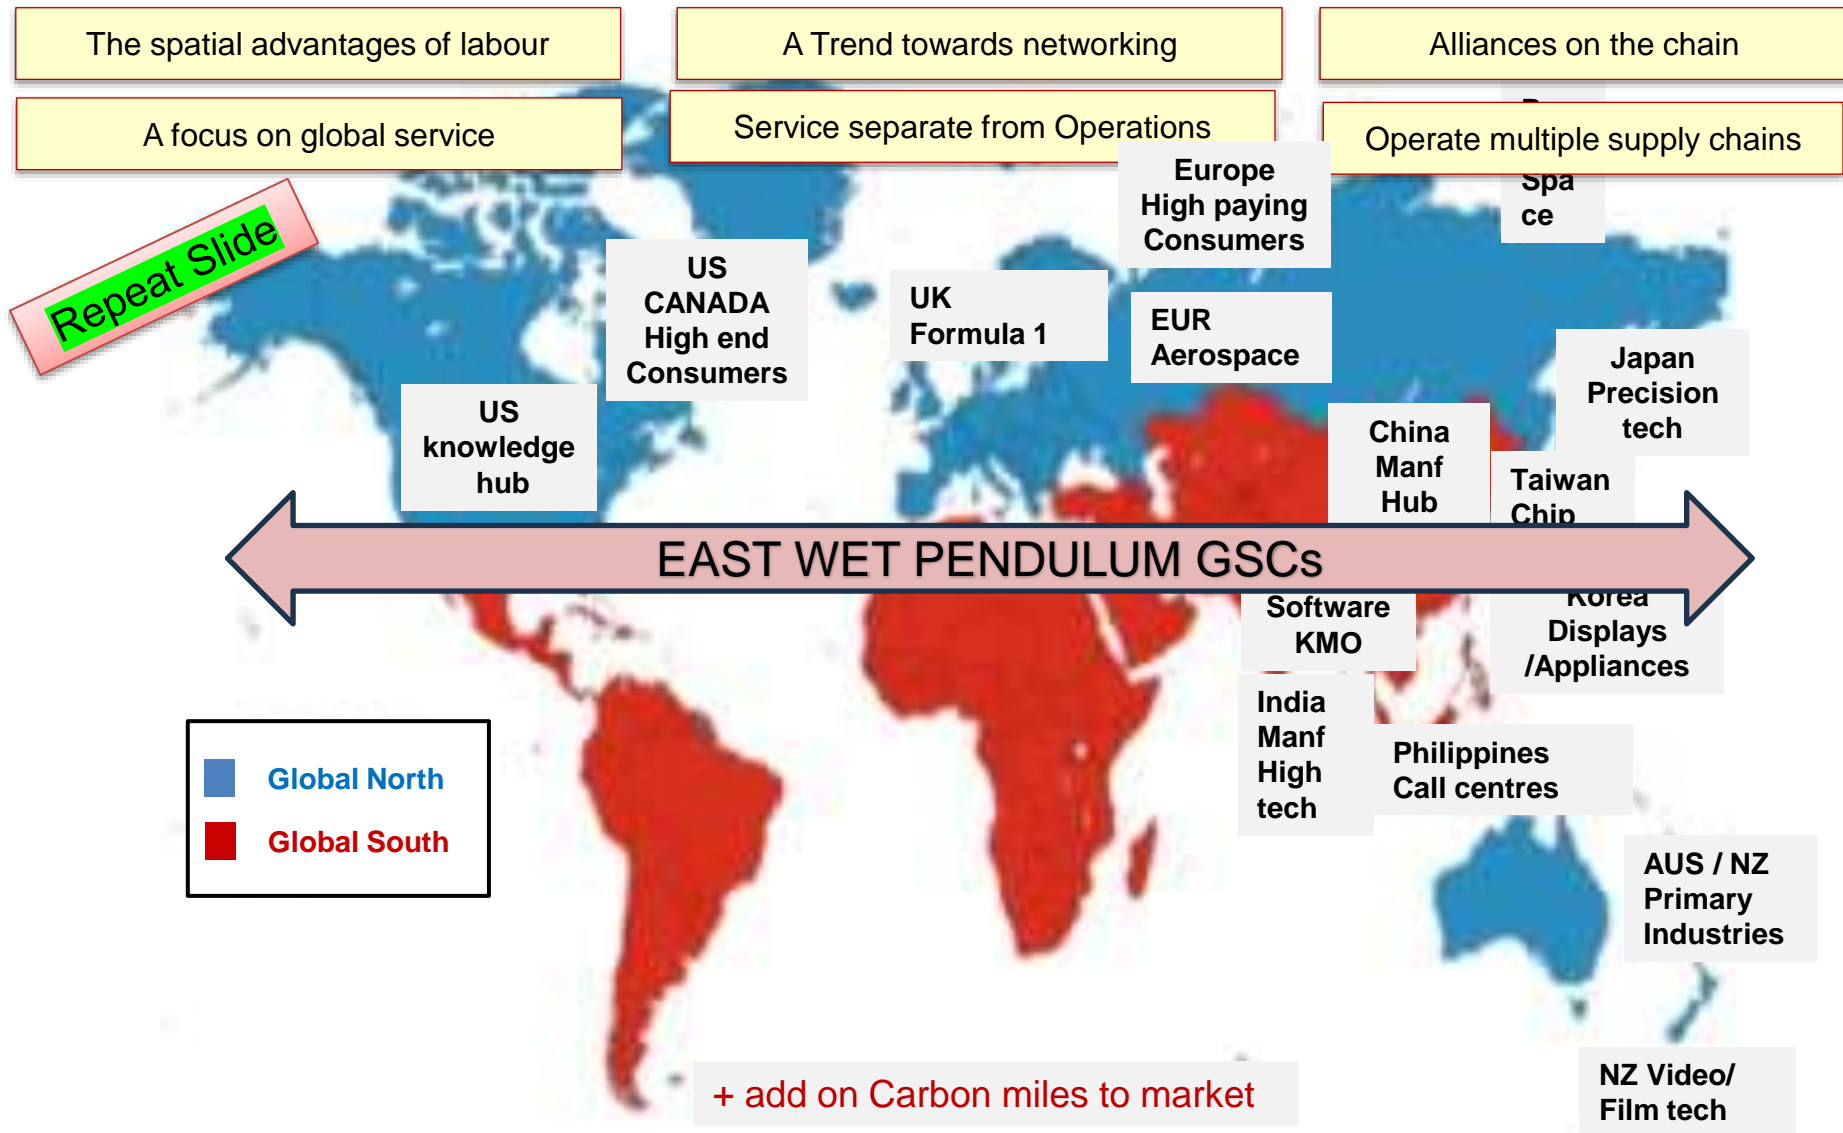 The spatial advantages of labour
A Trend towards networking
Alliances on the chain
A focus on global service
Service separate from Operations
Operate multiple supply chains
Repeat Slide
Spa
ce
Europe
High paying
Consumers
US
CANADA
High end
Consumers
UK
Formula 1
EUR
Aerospace
Japan
Precision
tech
US
knowledge
hub
China
Manf
Hub
Taiwan
Chip
EAST WET PENDULUM GSCs
Software
KMO
Korea
Displays
/Appliances
India
Manf
High
tech
Philippines
Call centres
Global North
Global South
AUS / NZ
Primary
Industries
+ add on Carbon miles to market
NZ Video/
Film tech